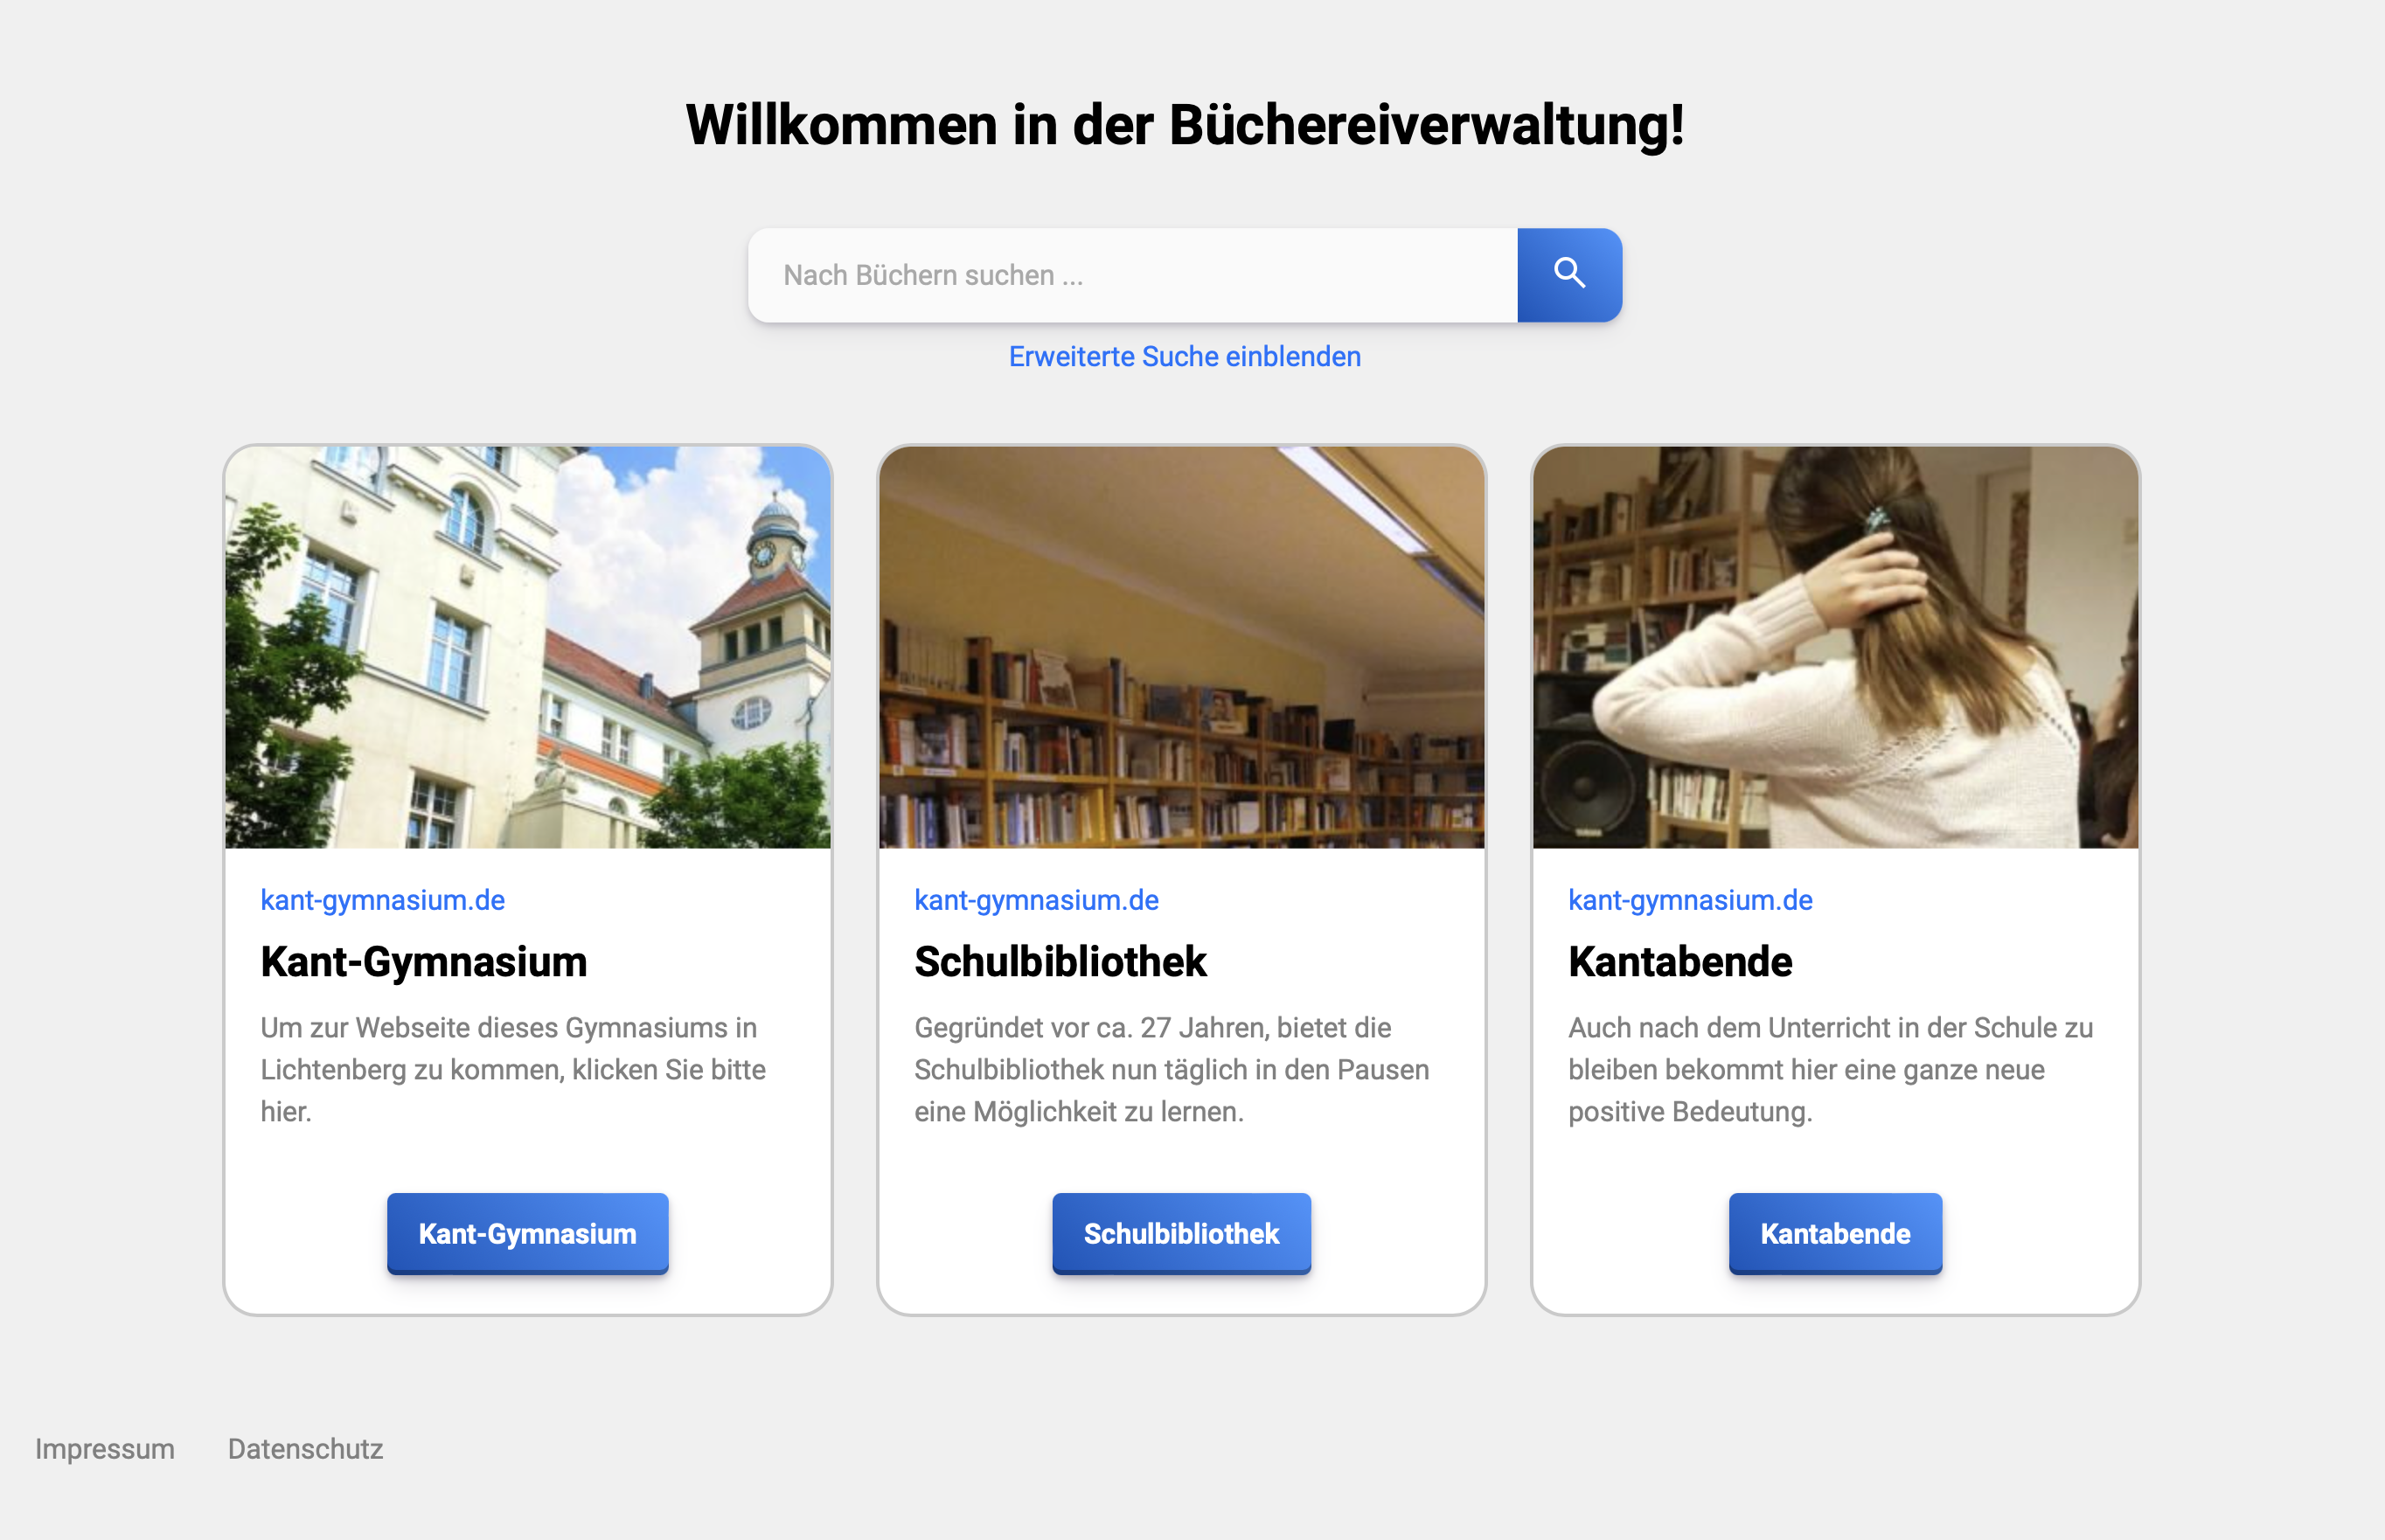 Willkommen in der Büchereiverwaltung!
Nach Büchern suchen ...
Erweiterte Suche einblenden
kant-gymnasium.de
Kant-Gymnasium
Um zur Webseite dieses Gymnasiums in
Lichtenberg zu kommen, klicken Sie bitte
hier.
Kant-Gymnasium
kant-gymnasium.de
Schulbibliothek
Gegründet vor ca. 27 Jahren, bietet die
Schulbibliothek nun täglich in den Pausen
eine Möglichkeit zu lernen.
Schulbibliothek
kant-gymnasium.de
Kantabende
Auch nach dem Unterricht in der Schule zu
bleiben bekommt hier eine ganze neue
positive Bedeutung.
Kantabende
Impressum Datenschutz